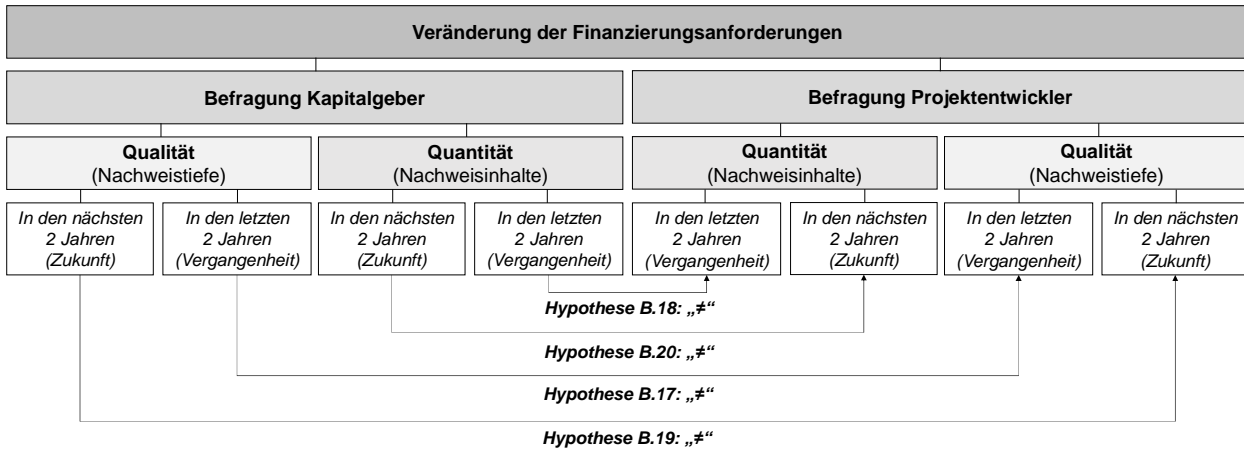 Veränderung der Finanzierungsanforderungen
Befragung Kapitalgeber
Befragung Projektentwickler
Qualität
(Nachweistiefe)
Quantität
(Nachweisinhalte)
Quantität
(Nachweisinhalte)
Qualität
(Nachweistiefe)
In den nächsten
2 Jahren
(Zukunft)
In den letzten
2 Jahren
(Vergangenheit)
In den nächsten
2 Jahren
(Zukunft)
In den letzten
2 Jahren
(Vergangenheit)
In den letzten
2 Jahren
(Vergangenheit)
In den nächsten
2 Jahren
(Zukunft)
In den letzten
2 Jahren
(Vergangenheit)
In den nächsten
2 Jahren
(Zukunft)
Hypothese B.18: „≠“
Hypothese B.20: „≠“
Hypothese B.17: „≠“
Hypothese B.19: „≠“